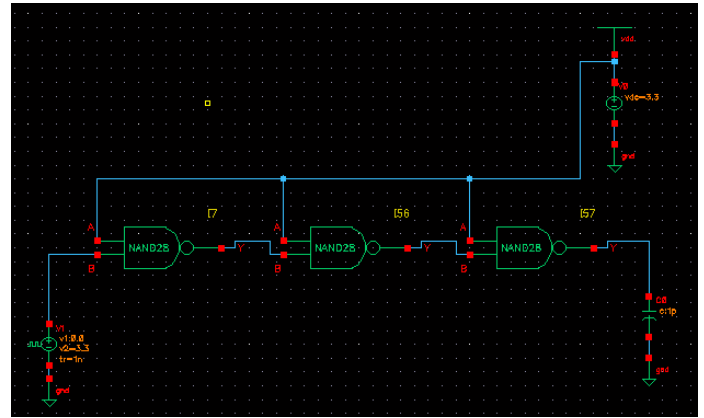 vdd
V0
vdc=3.3
gnd
I7
I56
I57
A
A
A
NAND2B
NAND2B
NAND2B
Y
Y
Y
B
B
B
C0
c:1p
V1
v1:0.0
v2=3.3
tr=1n
gnd
gnd